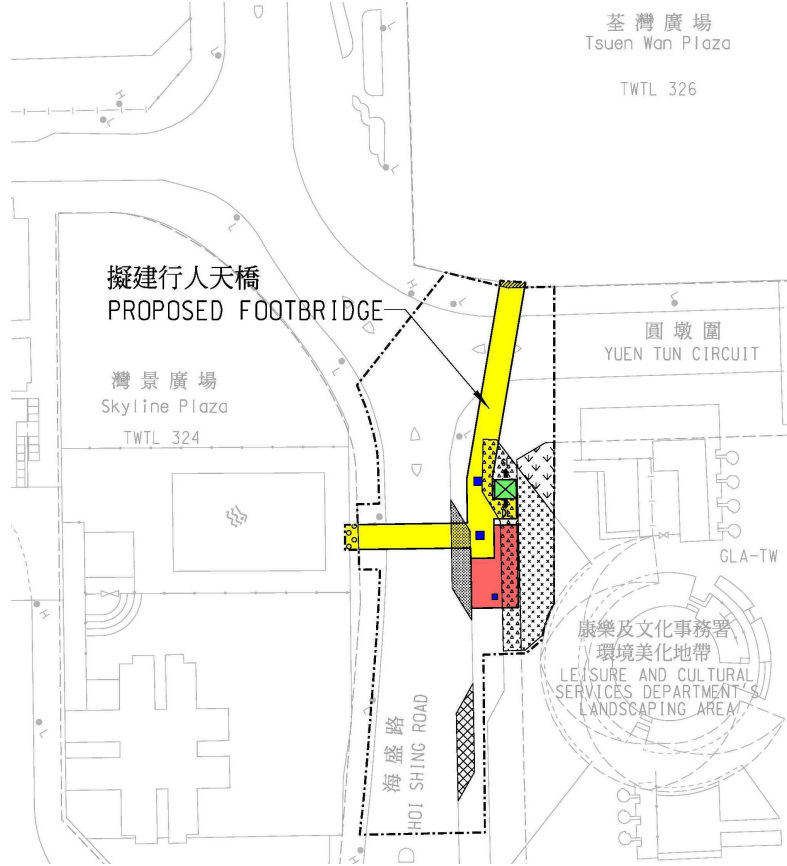 荃灣廣場
Tsuen Wan Plaza
TWTL 326
擬建行人天橋
PROPOSED FOOTBRIDGE
圓墩圍
YUEN TUN CIRCUIT
灣景廣場
Skyline Plaza
TWTL 324
GLA-TW
康樂及文化事務署
環境美化地帶
LEISURE AND CULTURAL
SERVICES DEPARTMENT'S
LANDSCAPING AREA
海盛路
HOI SHING ROAD